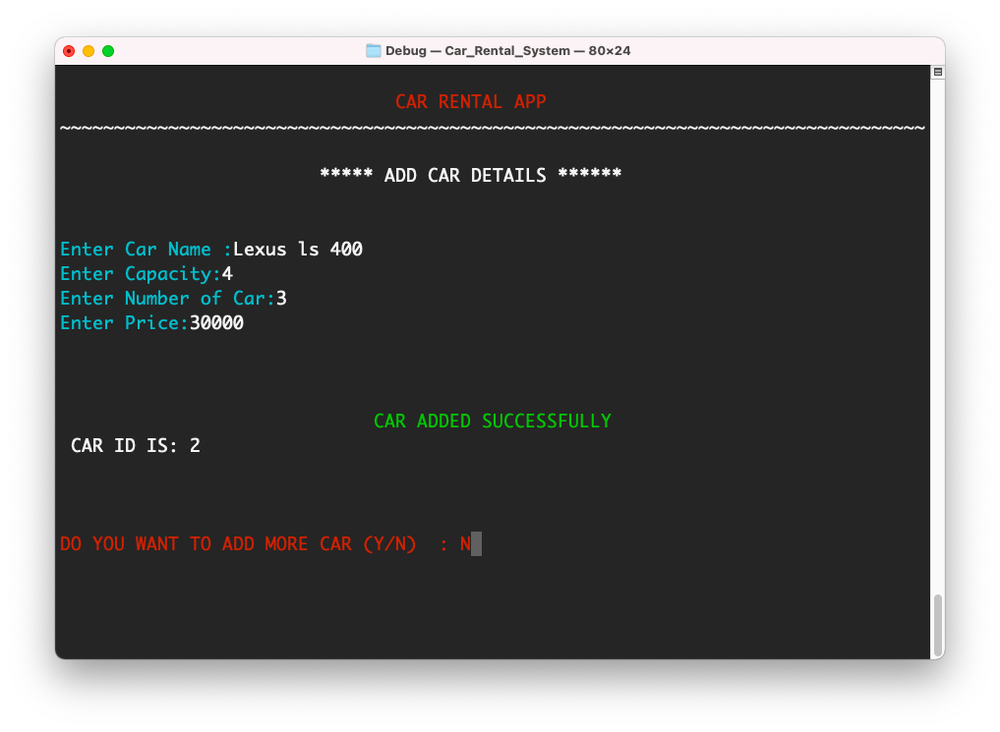 Debug — Car_Rental_System — 80×24
CAR RENTAL APP
~~~~~~~~~~~~~~~~~~~~~~~~~~~~~~~~~~~~~~~~~~~~~~~~~~~~~~~~~~~~~~~~~~~~~~~~~~~~~~~~
***** ADD CAR DETAILS ******
Enter Car Name :Lexus ls 400
Enter Capacity:4
Enter Number of Car:3
Enter Price:30000
CAR ADDED SUCCESSFULLY
CAR ID IS: 2
DO YOU WANT TO ADD MORE CAR (Y/N)  : N